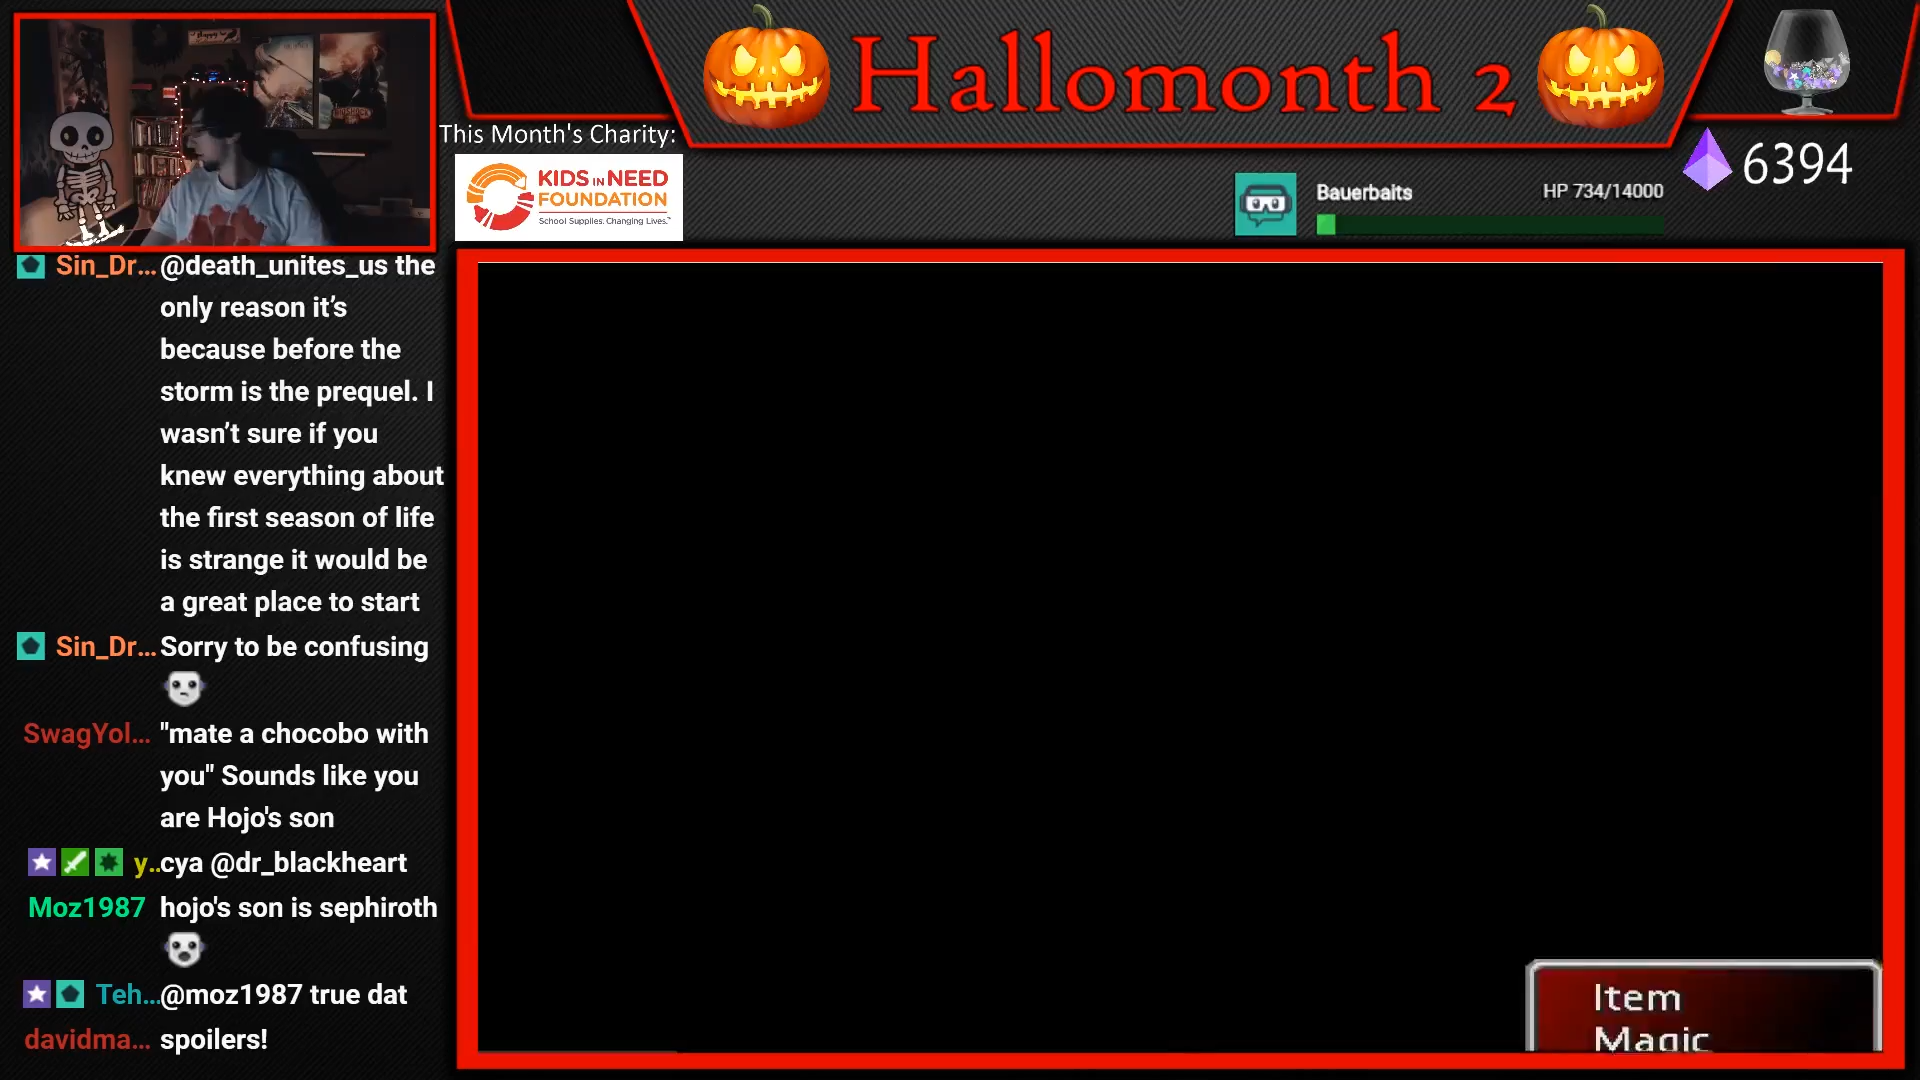 Hallomonth 2
This Month's Charity:
KIDS IN NEED
FOUNDATION
School Supplies. Changing Lives.
Bauerbaits HP 734/14000
6394
Sin_Dr... @death_unites_us the
only reason it’s
because before the
storm is the prequel. I
wasn’t sure if you
knew everything about
the first season of life
is strange it would be
a great place to start
Sin_Dr... Sorry to be confusing
SwagYol... "mate a chocobo with
you" Sounds like you
are Hojo's son
y.. cya @dr_blackheart
Moz1987 hojo's son is sephiroth
Teh... @moz1987 true dat
davidma... spoilers!
Item
Magic